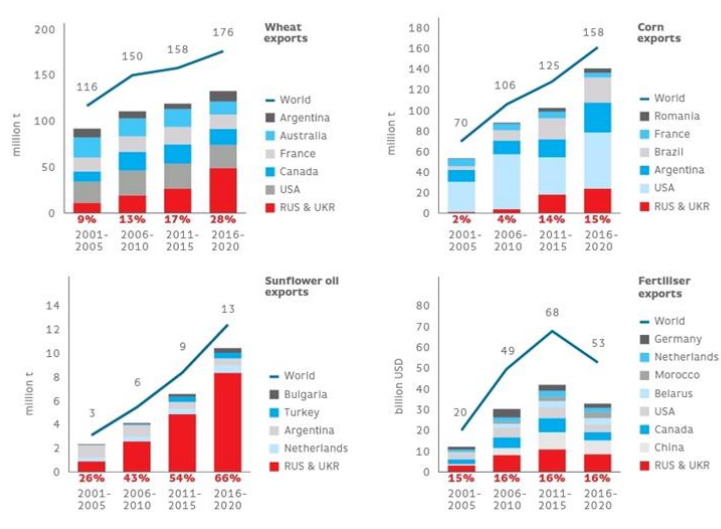 Wheat
exports
200
150
100
50
0
million t
116
150
158
176
World
Argentina
Australia
France
Canada
USA
RUS & UKR
9%
13%
17%
28%
2001-
2005
2006-
2010
2011-
2015
2016-
2020
Corn
exports
180
160
140
120
100
80
60
40
20
0
million t
70
106
125
158
World
Romania
France
Brazil
Argentina
USA
RUS & UKR
2%
4%
14%
15%
2001-
2005
2006-
2010
2011-
2015
2016-
2020
Sunflower oil
exports
14
12
10
8
6
4
2
0
million t
3
6
9
13
World
Bulgaria
Turkey
Argentina
Netherlands
RUS & UKR
26%
43%
54%
66%
2001-
2005
2006-
2010
2011-
2015
2016-
2020
Fertiliser
exports
80
70
60
50
40
30
20
10
0
billion USD
20
49
68
53
World
Germany
Netherlands
Morocco
Belarus
USA
Canada
China
RUS & UKR
15%
16%
16%
16%
2001-
2005
2006-
2010
2011-
2015
2016-
2020